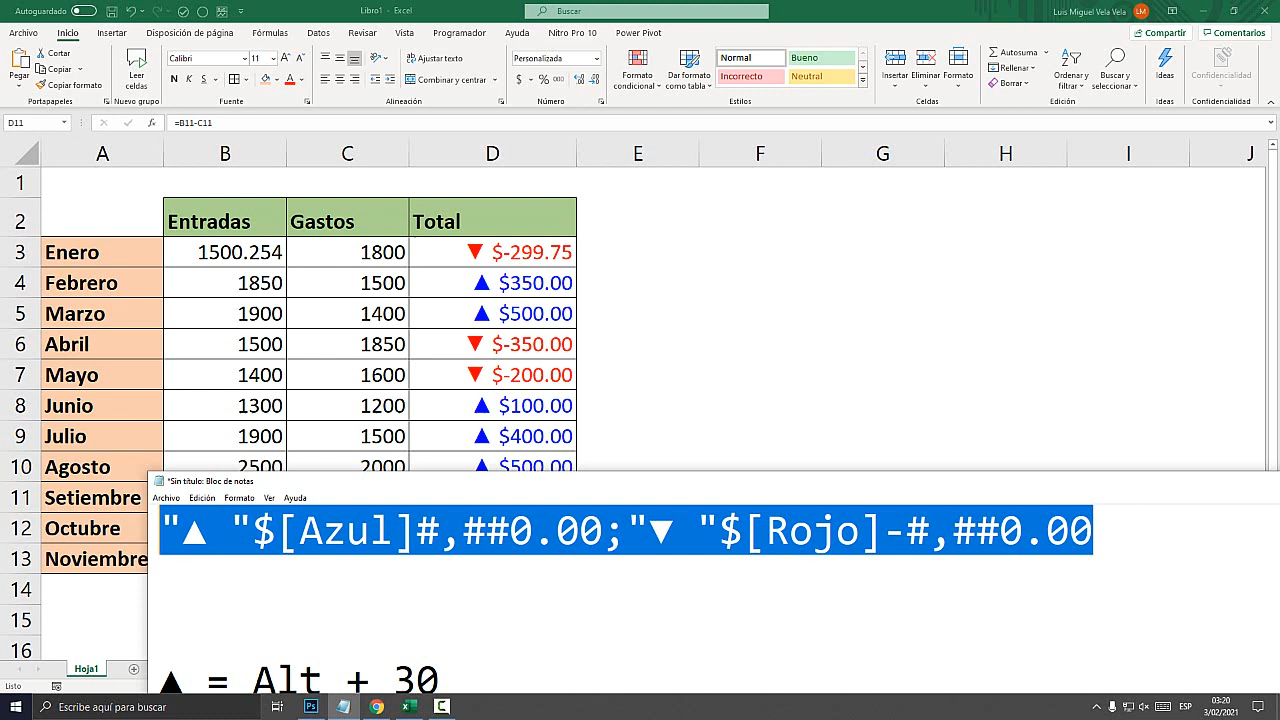 Autoguardado
Libro1 - Excel
Buscar
Luis Miguel Vela Vela
LM
Archivo Inicio Insertar Disposición de página Fórmulas Datos Revisar Vista Programador Ayuda Nitro Pro 10 Power Pivot
Compartir Comentarios
Pegar
Cortar
Copiar
Copiar formato
Portapapeles
Leer celdas
Nuevo grupo
Calibri 11
N K S
Fuente
Ajustar texto
Combinar y centrar
Alineación
Personalizada
$ % 000
Número
Formato condicional
Dar formato como tabla
Normal Bueno
Incorrecto Neutral
Estilos
Insertar Eliminar Formato
Celdas
Autosuma
Rellenar
Borrar
Ordenar y filtrar
Buscar y seleccionar
Edición
Ideas
Ideas
Confidencialidad
Confidencialidad
D11 fx =B11-C11
A B C D E F G H I J
1
2 Entradas Gastos Total
3 Enero 1500.254 1800 ▼ $-299.75
4 Febrero 1850 1500 ▲ $350.00
5 Marzo 1900 1400 ▲ $500.00
6 Abril 1500 1850 ▼ $-350.00
7 Mayo 1400 1600 ▼ $-200.00
8 Junio 1300 1200 ▲ $100.00
9 Julio 1900 1500 ▲ $400.00
10 Agosto 2500 2000 ▲ $500.00
11 Setiembre
12 Octubre
13 Noviembre
14
15
16
*Sin título: Bloc de notas
Archivo Edición Formato Ver Ayuda
"▲ "$[Azul]#,##0.00;"▼ "$[Rojo]-#,##0.00
▲ = Alt + 30
Hoja1
Listo
Escribe aquí para buscar
Ps
ESP
03:20
3/02/2021